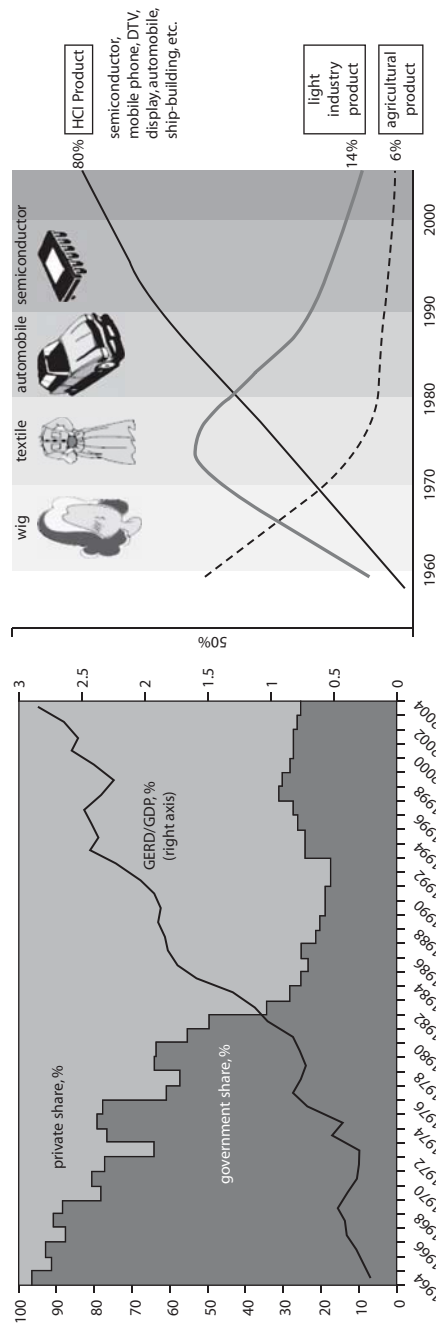 100
90
80
70
60
50
40
30
20
10
0
private share, %
government share, %
GERD/GDP, %
(right axis)
3
2.5
2
1.5
1
0.5
0
1964
1966
1968
1970
1972
1974
1976
1978
1980
1982
1984
1986
1988
1990
1992
1994
1996
1998
2000
2002
2004
50%
wig
textile
automobile
semiconductor
1960
1970
1980
1990
2000
80%
HCI Product
semiconductor,
mobile phone, DTV,
display, automobile,
ship-building, etc.
14%
light
industry
product
6%
agricultural
product